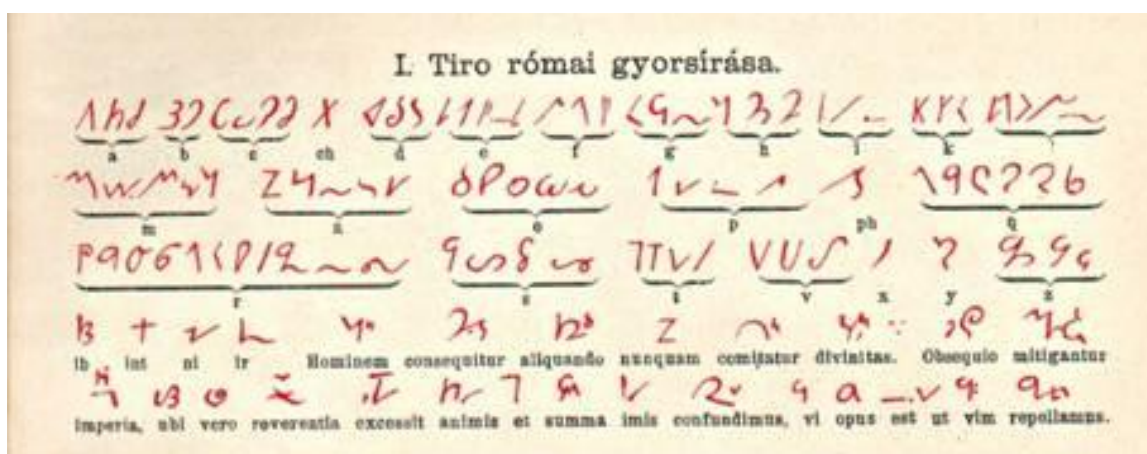 I. Tiro római gyorsírása.
a b c ch d e f g h i k l
m n o p ph q
r s t v x y z
ib int ni ir Hominem consequitur aliquando nunquam comitatur divinitas. Obsequio mitigantur
imperia, ubi vero reverentia excessit animis et summa imis confundimus, vi opus est ut vim repellamus.